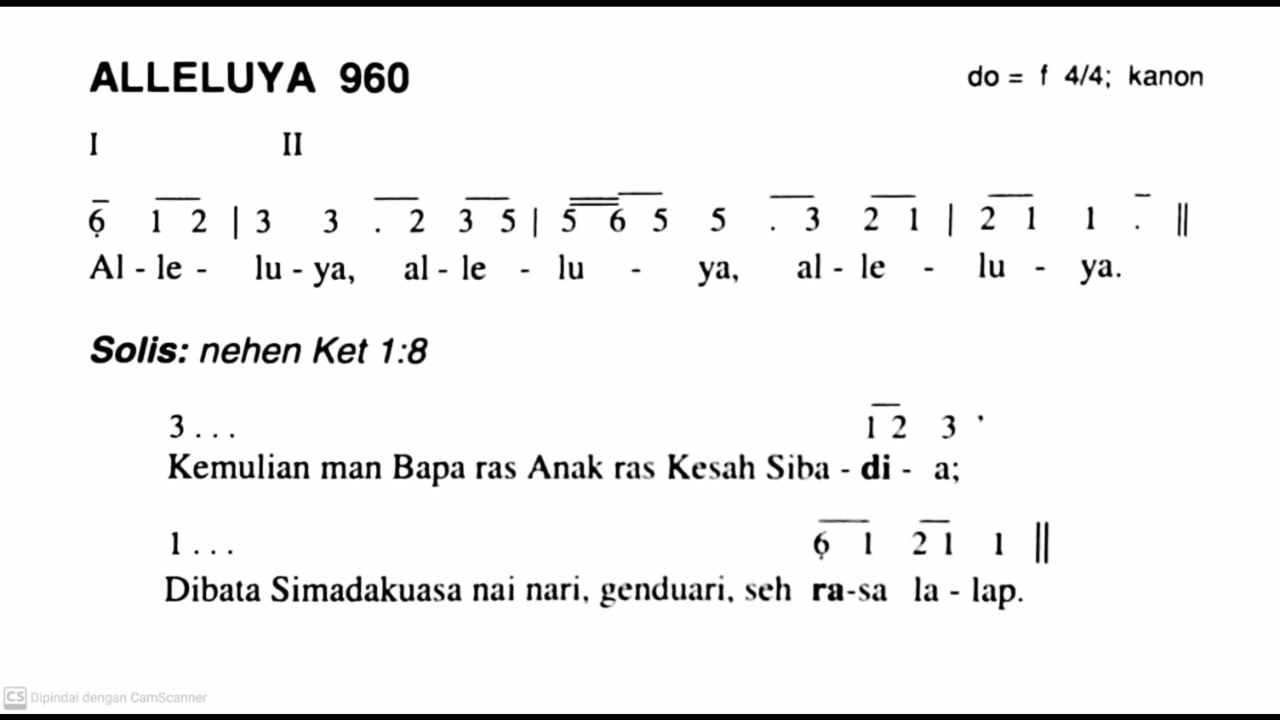 ALLELUYA 960 do = f 4/4; kanon
I II
6̣ 1 2 | 3 3 . 2 3 5 | 5 6 5 5 . 3 2 1 | 2 1 1 . ||
Al - le - lu - ya, al - le - lu - ya, al - le - lu - ya.
Solis: nehen Ket 1:8
3 . . . 1 2 3 ’
Kemulian man Bapa ras Anak ras Kesah Siba - di - a;
1 . . . 6̣ 1 2 1 1 ||
Dibata Simadakuasa nai nari, genduari, seh ra-sa la - lap.
CS Dipindai dengan CamScanner